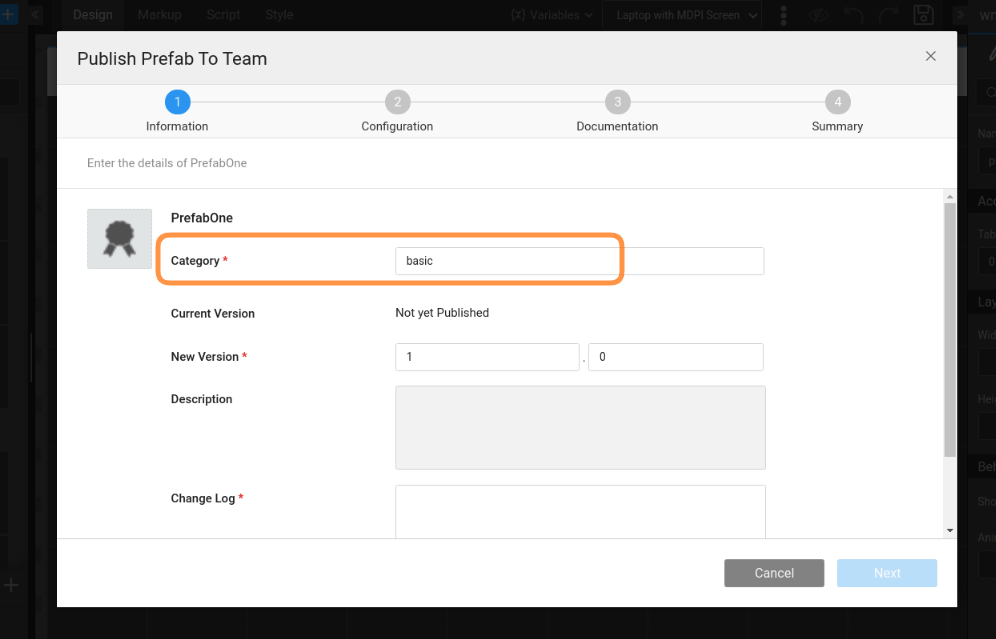 Design Markup Script Style (X) Variables Laptop with MDPI Screen
Publish Prefab To Team
1 2 3 4
Information Configuration Documentation Summary
Enter the details of PrefabOne
PrefabOne
Category * basic
Current Version Not yet Published
New Version * 1 . 0
Description
Change Log *
Cancel Next